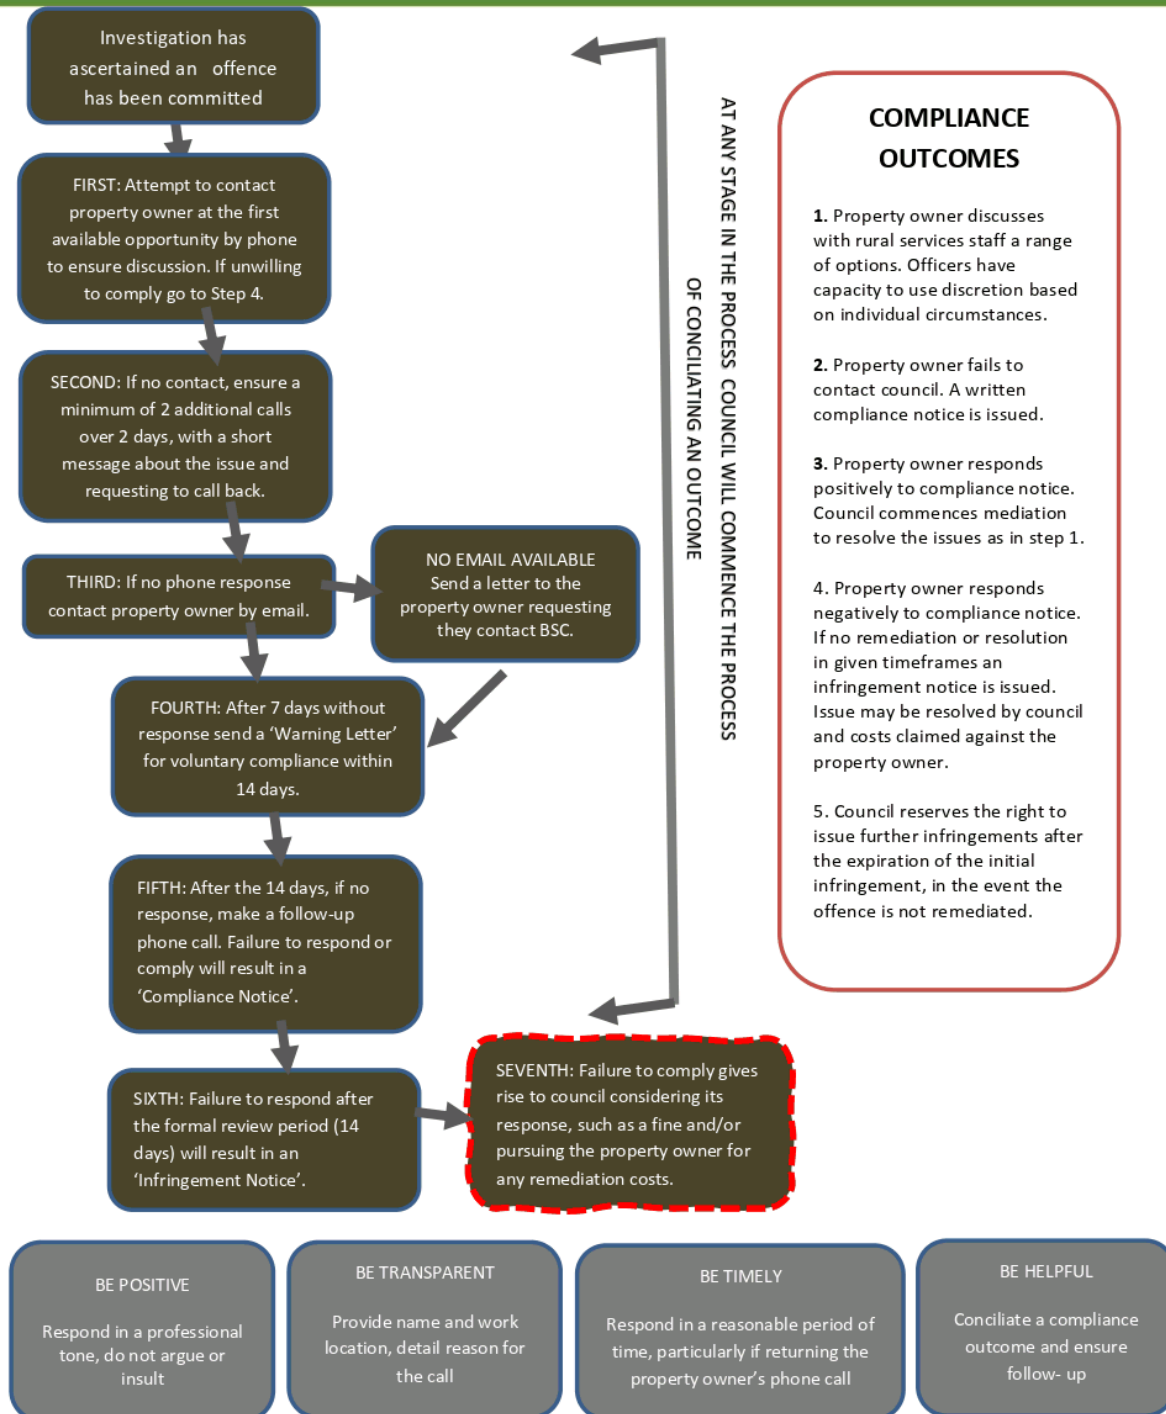 Investigation has
ascertained an offence
has been committed
FIRST: Attempt to contact
property owner at the first
available opportunity by phone
to ensure discussion. If unwilling
to comply go to Step 4.
SECOND: If no contact, ensure a
minimum of 2 additional calls
over 2 days, with a short
message about the issue and
requesting to call back.
THIRD: If no phone response
contact property owner by email.
NO EMAIL AVAILABLE
Send a letter to the
property owner requesting
they contact BSC.
FOURTH: After 7 days without
response send a ‘Warning Letter’
for voluntary compliance within
14 days.
FIFTH: After the 14 days, if no
response, make a follow-up
phone call. Failure to respond or
comply will result in a
‘Compliance Notice’.
SIXTH: Failure to respond after
the formal review period (14
days) will result in an
‘Infringement Notice’.
SEVENTH: Failure to comply gives
rise to council considering its
response, such as a fine and/or
pursuing the property owner for
any remediation costs.
AT ANY STAGE IN THE PROCESS COUNCIL WILL COMMENCE THE PROCESS
OF CONCILIATING AN OUTCOME
COMPLIANCE
OUTCOMES
1. Property owner discusses
with rural services staff a range
of options. Officers have
capacity to use discretion based
on individual circumstances.
2. Property owner fails to
contact council. A written
compliance notice is issued.
3. Property owner responds
positively to compliance notice.
Council commences mediation
to resolve the issues as in step 1.
4. Property owner responds
negatively to compliance notice.
If no remediation or resolution
in given timeframes an
infringement notice is issued.
Issue may be resolved by council
and costs claimed against the
property owner.
5. Council reserves the right to
issue further infringements after
the expiration of the initial
infringement, in the event the
offence is not remediated.
BE POSITIVE
Respond in a professional
tone, do not argue or
insult
BE TRANSPARENT
Provide name and work
location, detail reason for
the call
BE TIMELY
Respond in a reasonable period of
time, particularly if returning the
property owner’s phone call
BE HELPFUL
Conciliate a compliance
outcome and ensure
follow- up